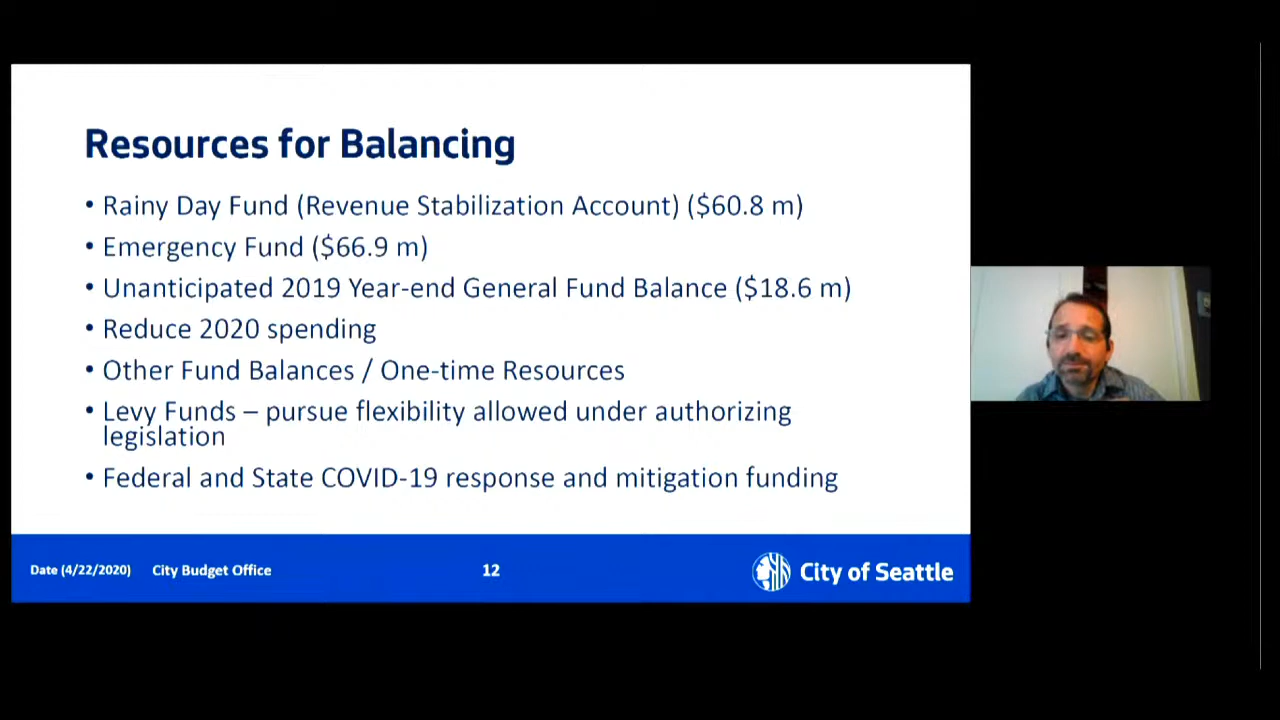 Resources for Balancing
• Rainy Day Fund (Revenue Stabilization Account) ($60.8 m)
• Emergency Fund ($66.9 m)
• Unanticipated 2019 Year-end General Fund Balance ($18.6 m)
• Reduce 2020 spending
• Other Fund Balances / One-time Resources
• Levy Funds – pursue flexibility allowed under authorizing
legislation
• Federal and State COVID-19 response and mitigation funding
Date (4/22/2020) City Budget Office 12 City of Seattle